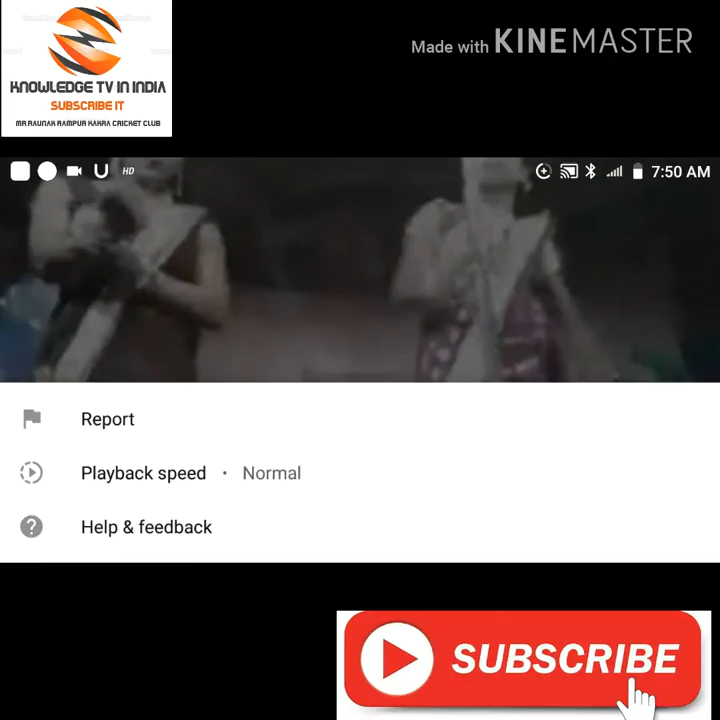 Made with KINEMASTER
KNOWLEDGE TV IN INDIA
SUBSCRIBE IT
MR.RAUNAK RAMPUR KAKRA CRICKET CLUB
HD
7:50 AM
Report
Playback speed • Normal
Help & feedback
SUBSCRIBE